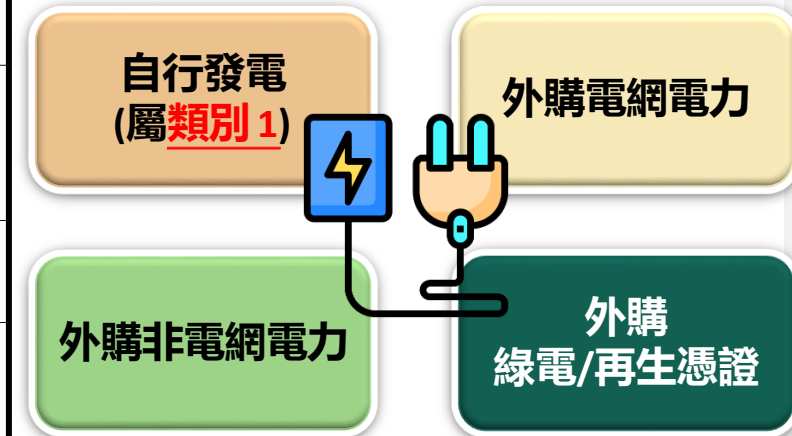 自行發電
(屬類別 1)
外購電網電力
外購非電網電力
外購
綠電/再生憑證